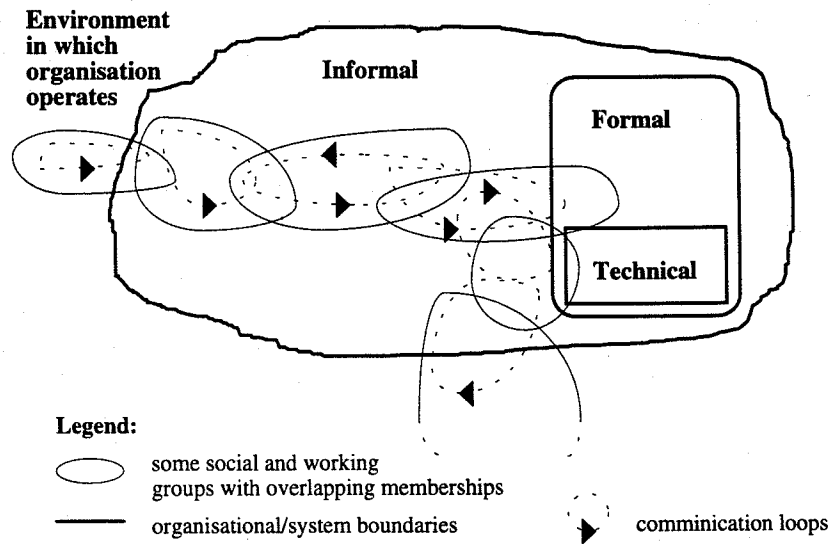 Environment
in which
organisation
operates
Informal
Formal
Technical
Legend:
some social and working
groups with overlapping memberships
organisational/system boundaries
comminication loops